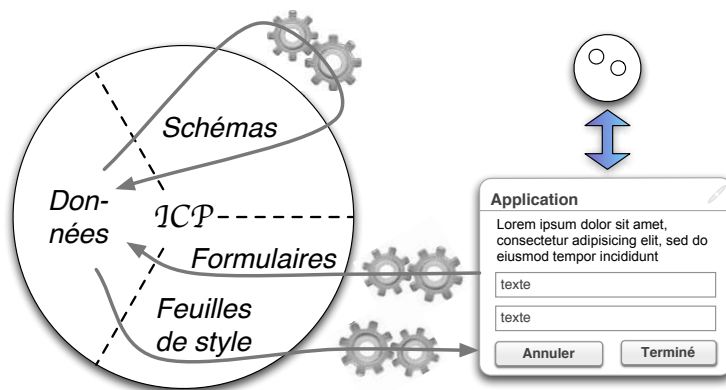 Schémas
Don-
nées
ICP
Formulaires
Feuilles
de style
Application
Lorem ipsum dolor sit amet,
consectetur adipisicing elit, sed do
eiusmod tempor incididunt
texte
texte
Annuler
Terminé